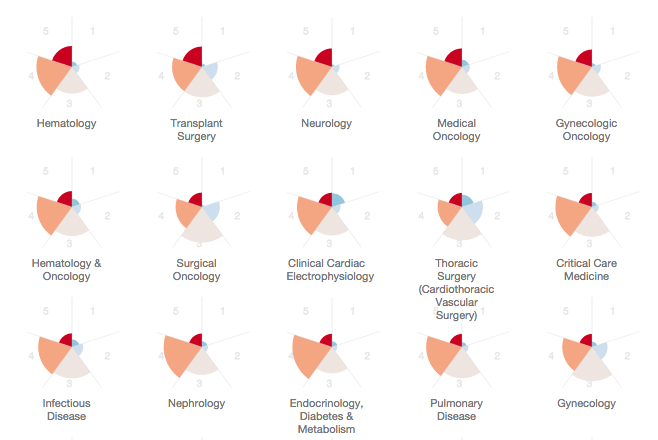 5 1 5 1 5 1 5 1 5 1
4 2 4 2 4 2 4 2 4 2
3 3 3 3 3
Hematology
Transplant
Surgery
Neurology
Medical
Oncology
Gynecologic
Oncology
5 1 5 1 5 1 5 1 5 1
4 2 4 2 4 2 4 2 4 2
3 3 3 3 3
Hematology &
Oncology
Surgical
Oncology
Clinical Cardiac
Electrophysiology
Thoracic
Surgery
(Cardiothoracic
Vascular
Surgery)
Critical Care
Medicine
5 1 5 1 5 1 5 1 5 1
4 2 4 2 4 2 4 2 4 2
3 3 3 3 3
Infectious
Disease
Nephrology
Endocrinology,
Diabetes &
Metabolism
Pulmonary
Disease
Gynecology